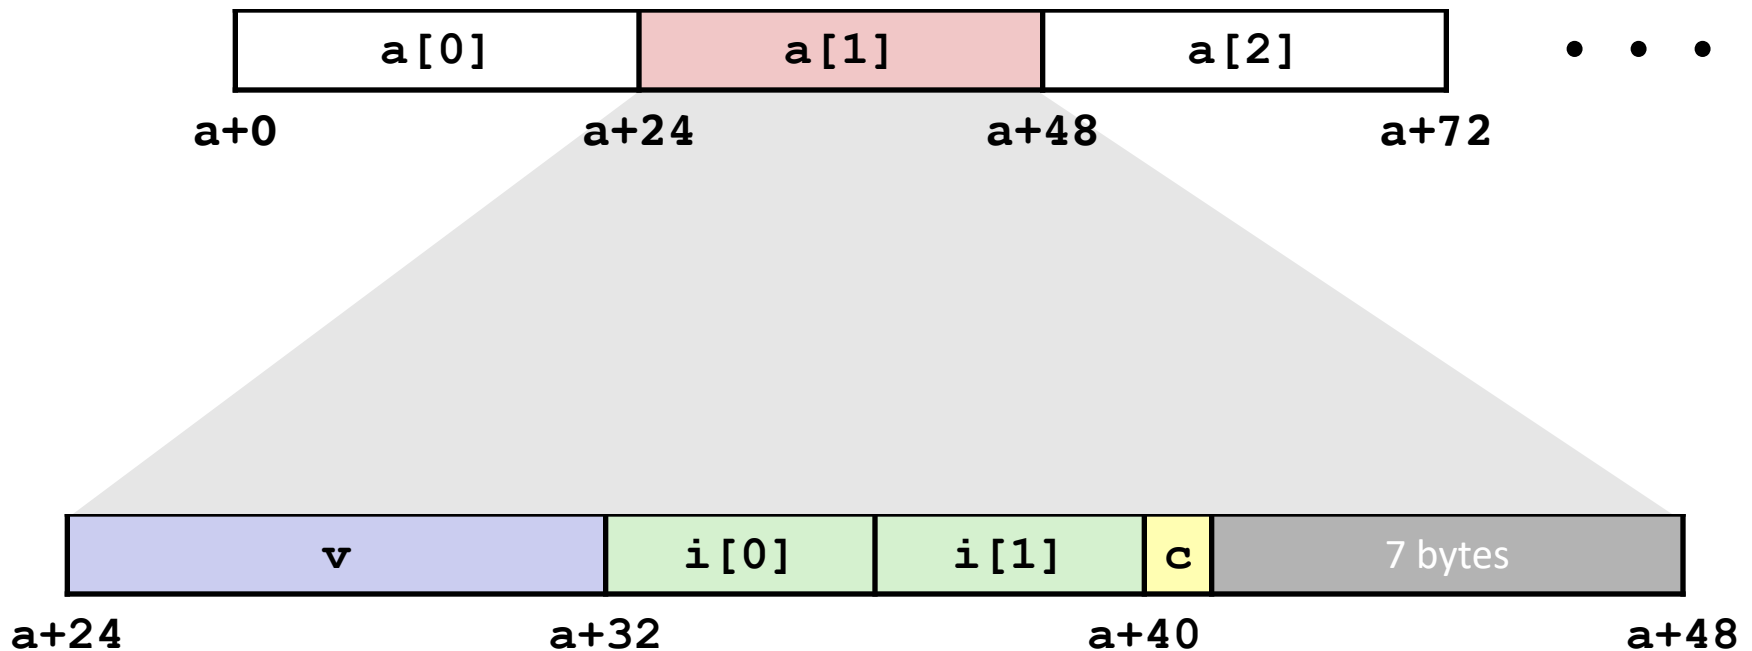 a[0] a[1] a[2] • • •
a+0 a+24 a+48 a+72
v i[0] i[1] c 7 bytes
a+24 a+32 a+40 a+48